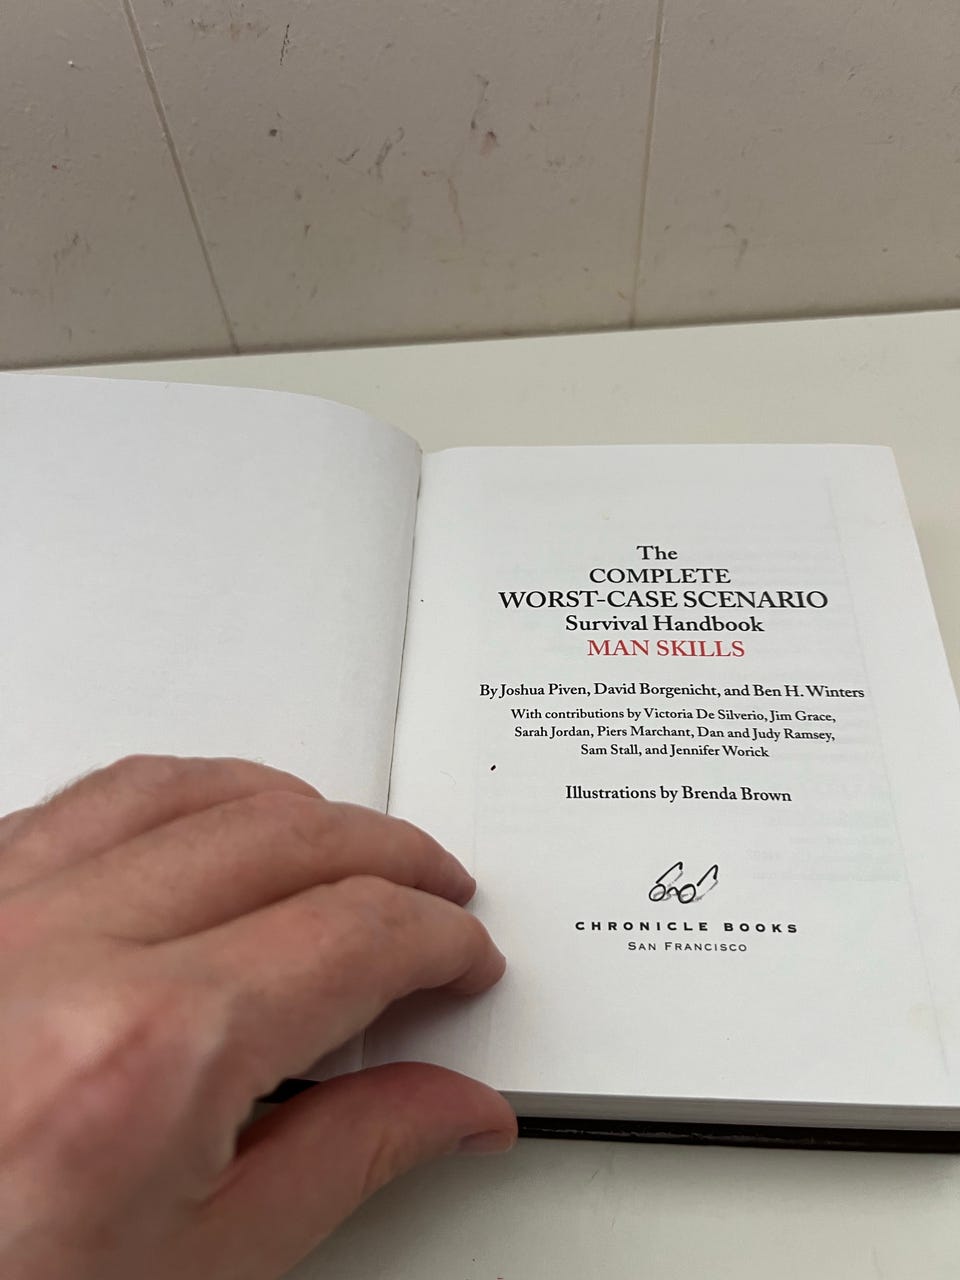 The
COMPLETE
WORST-CASE SCENARIO
Survival Handbook
MAN SKILLS
By Joshua Piven, David Borgenicht, and Ben H. Winters
With contributions by Victoria De Silverio, Jim Grace,
Sarah Jordan, Piers Marchant, Dan and Judy Ramsey,
Sam Stall, and Jennifer Worick
Illustrations by Brenda Brown
CHRONICLE BOOKS
SAN FRANCISCO